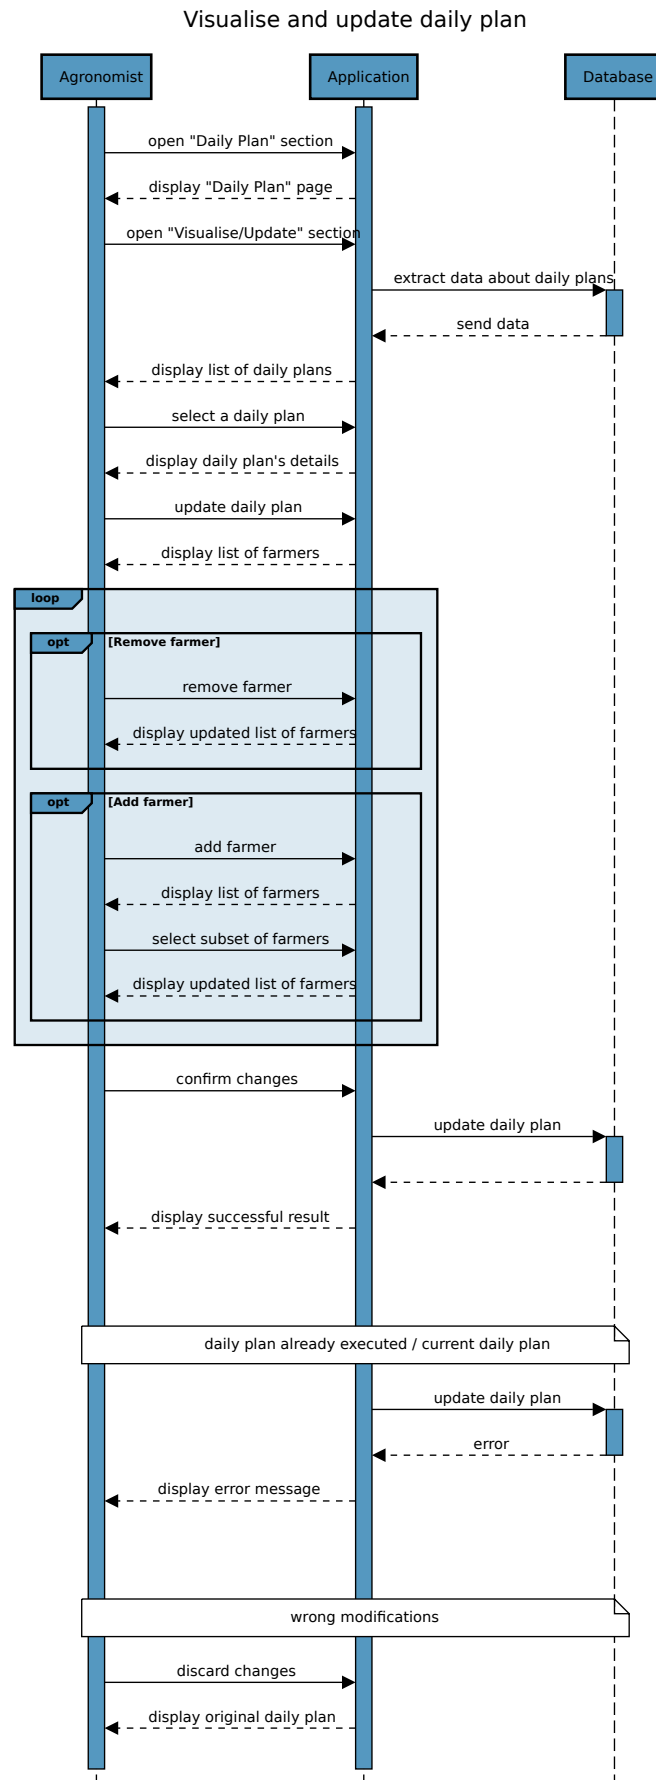 Visualise and update daily plan
Agronomist
Application
Database
open "Daily Plan" section
display "Daily Plan" page
open "Visualise/Update" section
extract data about daily plans
send data
display list of daily plans
select a daily plan
display daily plan's details
update daily plan
display list of farmers
loop
opt [Remove farmer]
remove farmer
display updated list of farmers
opt [Add farmer]
add farmer
display list of farmers
select subset of farmers
display updated list of farmers
confirm changes
update daily plan
display successful result
daily plan already executed / current daily plan
update daily plan
error
display error message
wrong modifications
discard changes
display original daily plan